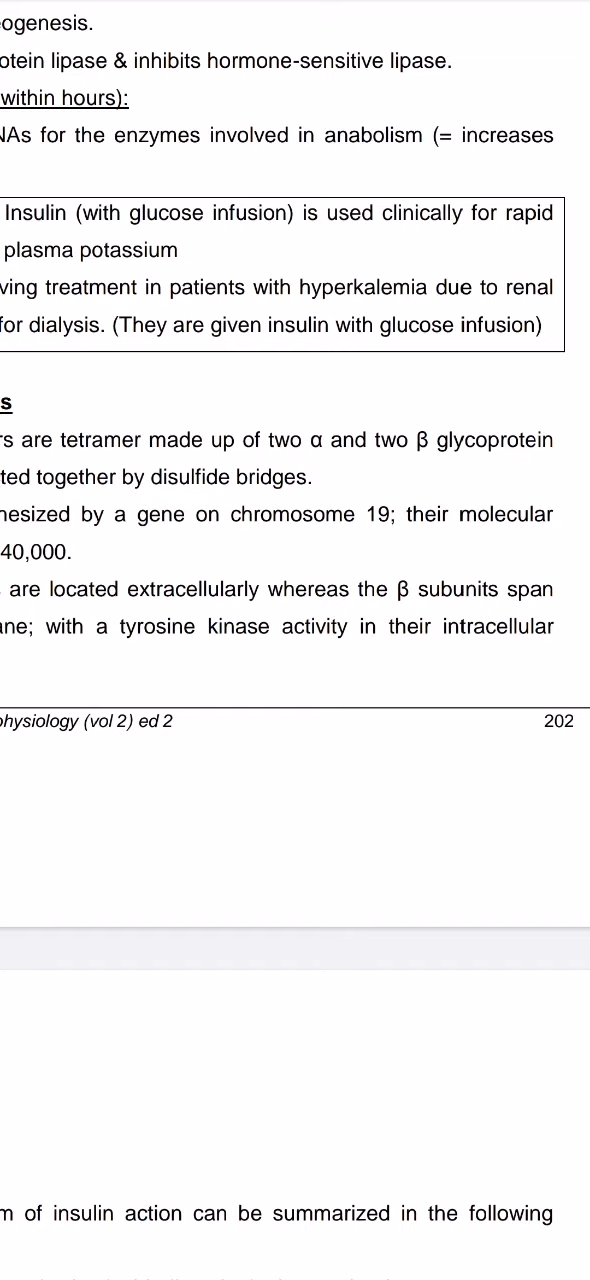 ogenesis.
otein lipase & inhibits hormone-sensitive lipase.
within hours):
NAs for the enzymes involved in anabolism (= increases
Insulin (with glucose infusion) is used clinically for rapid
plasma potassium
ving treatment in patients with hyperkalemia due to renal
for dialysis. (They are given insulin with glucose infusion)
s
rs are tetramer made up of two α and two β glycoprotein
ted together by disulfide bridges.
nesized by a gene on chromosome 19; their molecular
40,000.
are located extracellularly whereas the β subunits span
ane; with a tyrosine kinase activity in their intracellular
physiology (vol 2) ed 2 202
m of insulin action can be summarized in the following